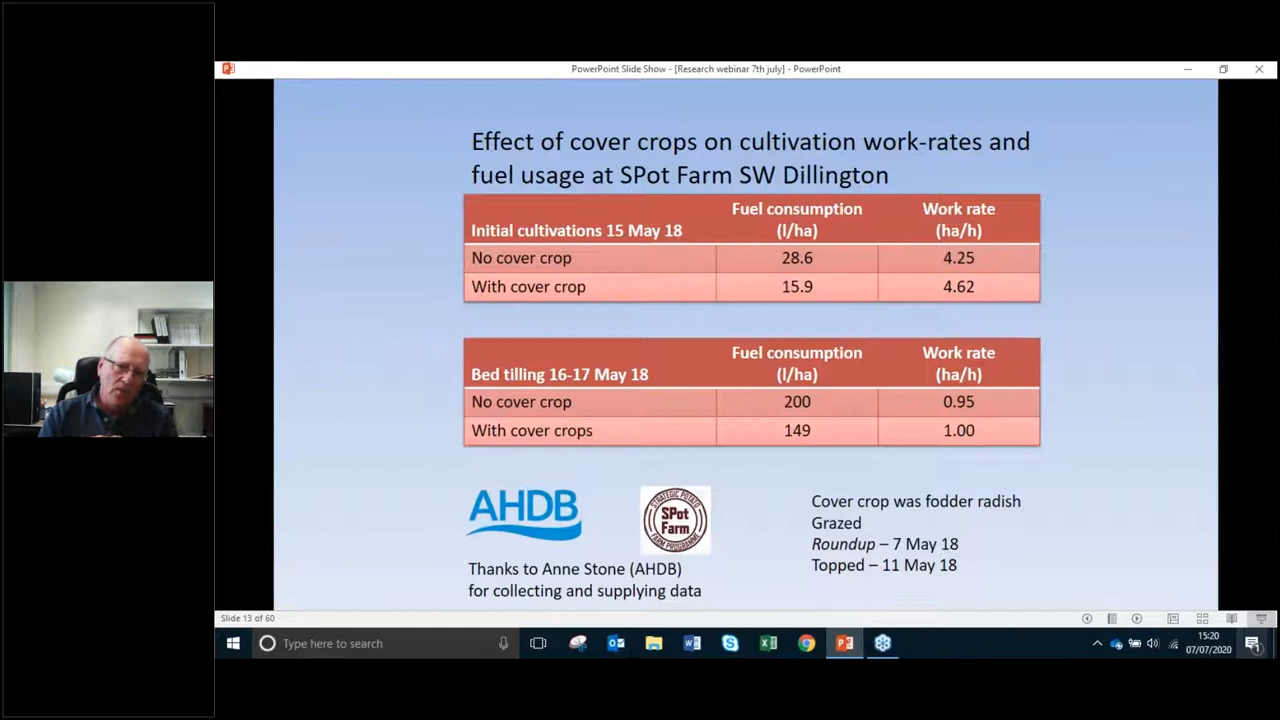 PowerPoint Slide Show - [Research webinar 7th july] - PowerPoint
Effect of cover crops on cultivation work-rates and
fuel usage at SPot Farm SW Dillington
Initial cultivations 15 May 18 Fuel consumption (l/ha) Work rate (ha/h)
No cover crop 28.6 4.25
With cover crop 15.9 4.62
Bed tilling 16-17 May 18 Fuel consumption (l/ha) Work rate (ha/h)
No cover crop 200 0.95
With cover crops 149 1.00
AHDB
STRATEGIC POTATO
SPot
Farm
FARM PROGRAMME
Thanks to Anne Stone (AHDB)
for collecting and supplying data
Cover crop was fodder radish
Grazed
Roundup – 7 May 18
Topped – 11 May 18
Slide 13 of 60
Type here to search
15:20
07/07/2020